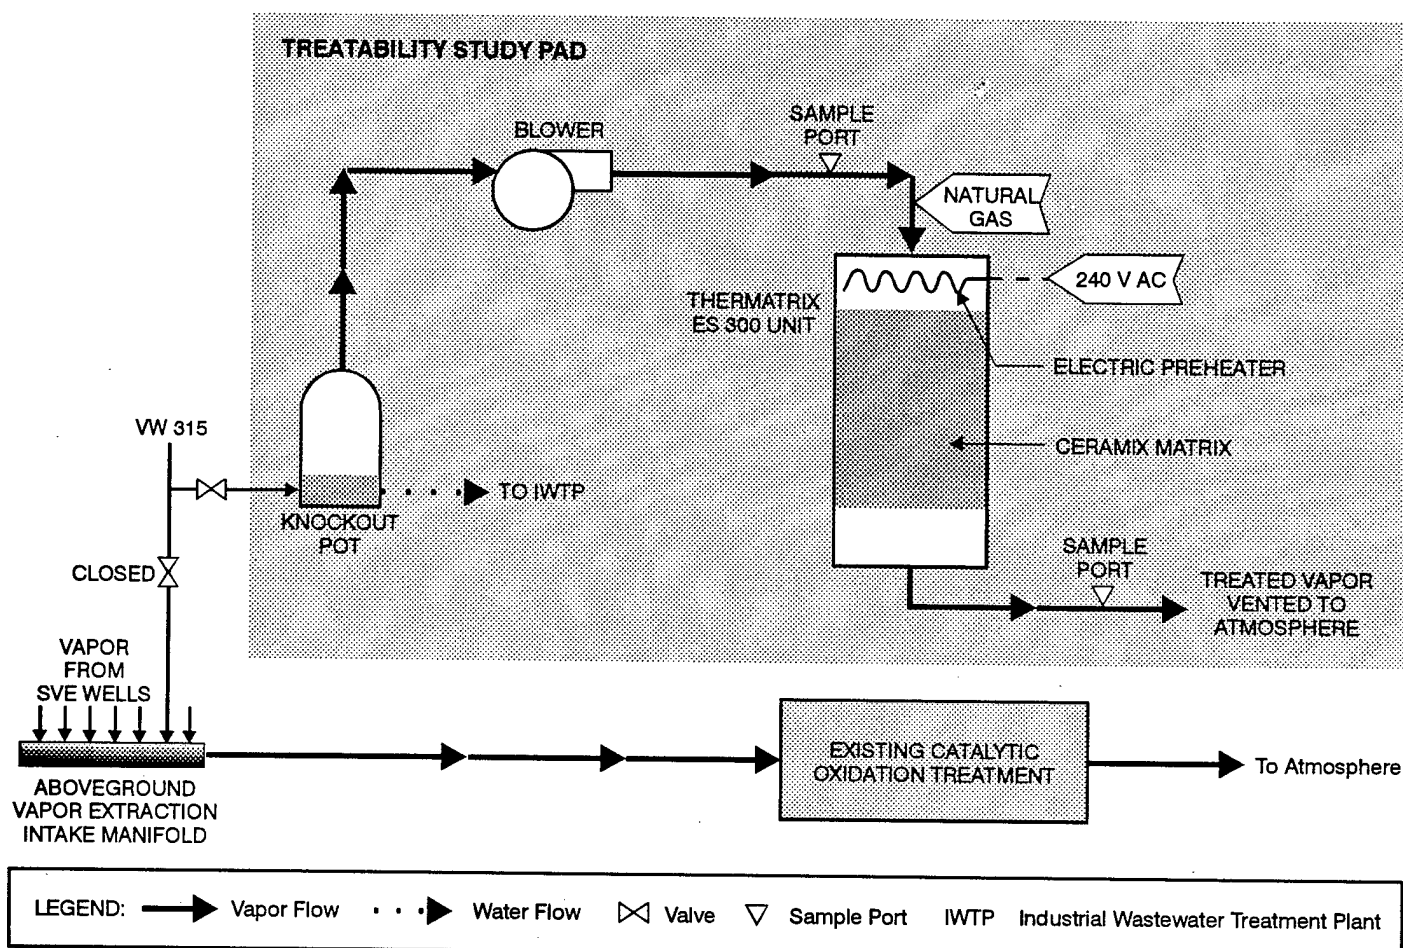 TREATABILITY STUDY PAD
BLOWER
SAMPLE
PORT
NATURAL
GAS
240 V AC
THERMATRIX
ES 300 UNIT
ELECTRIC PREHEATER
CERAMIX MATRIX
VW 315
TO IWTP
KNOCKOUT
POT
CLOSED
SAMPLE
PORT
TREATED VAPOR
VENTED TO
ATMOSPHERE
VAPOR
FROM
SVE WELLS
EXISTING CATALYTIC
OXIDATION TREATMENT
To Atmosphere
ABOVEGROUND
VAPOR EXTRACTION
INTAKE MANIFOLD
LEGEND: Vapor Flow Water Flow Valve Sample Port IWTP Industrial Wastewater Treatment Plant